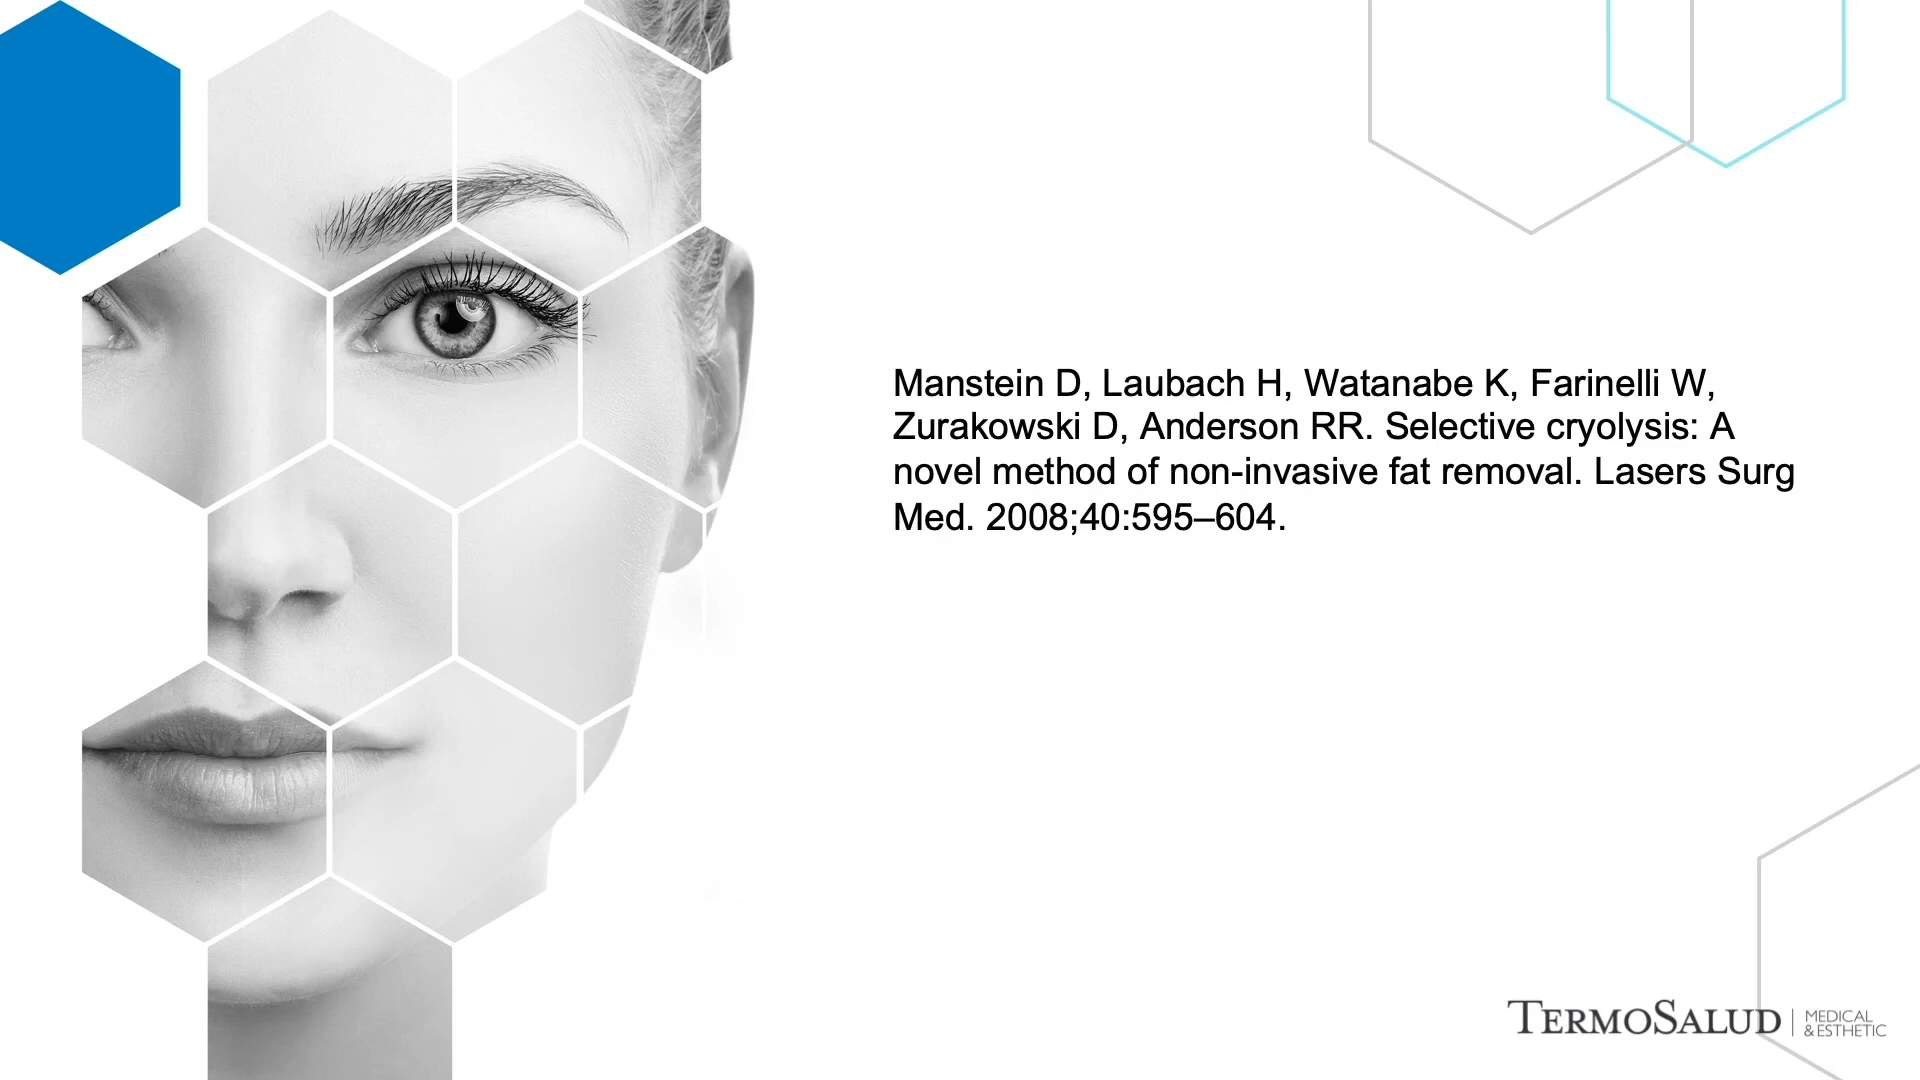 Manstein D, Laubach H, Watanabe K, Farinelli W,
Zurakowski D, Anderson RR. Selective cryolysis: A
novel method of non-invasive fat removal. Lasers Surg
Med. 2008;40:595–604.
TERMOSALUD | MEDICAL
&ESTHETIC